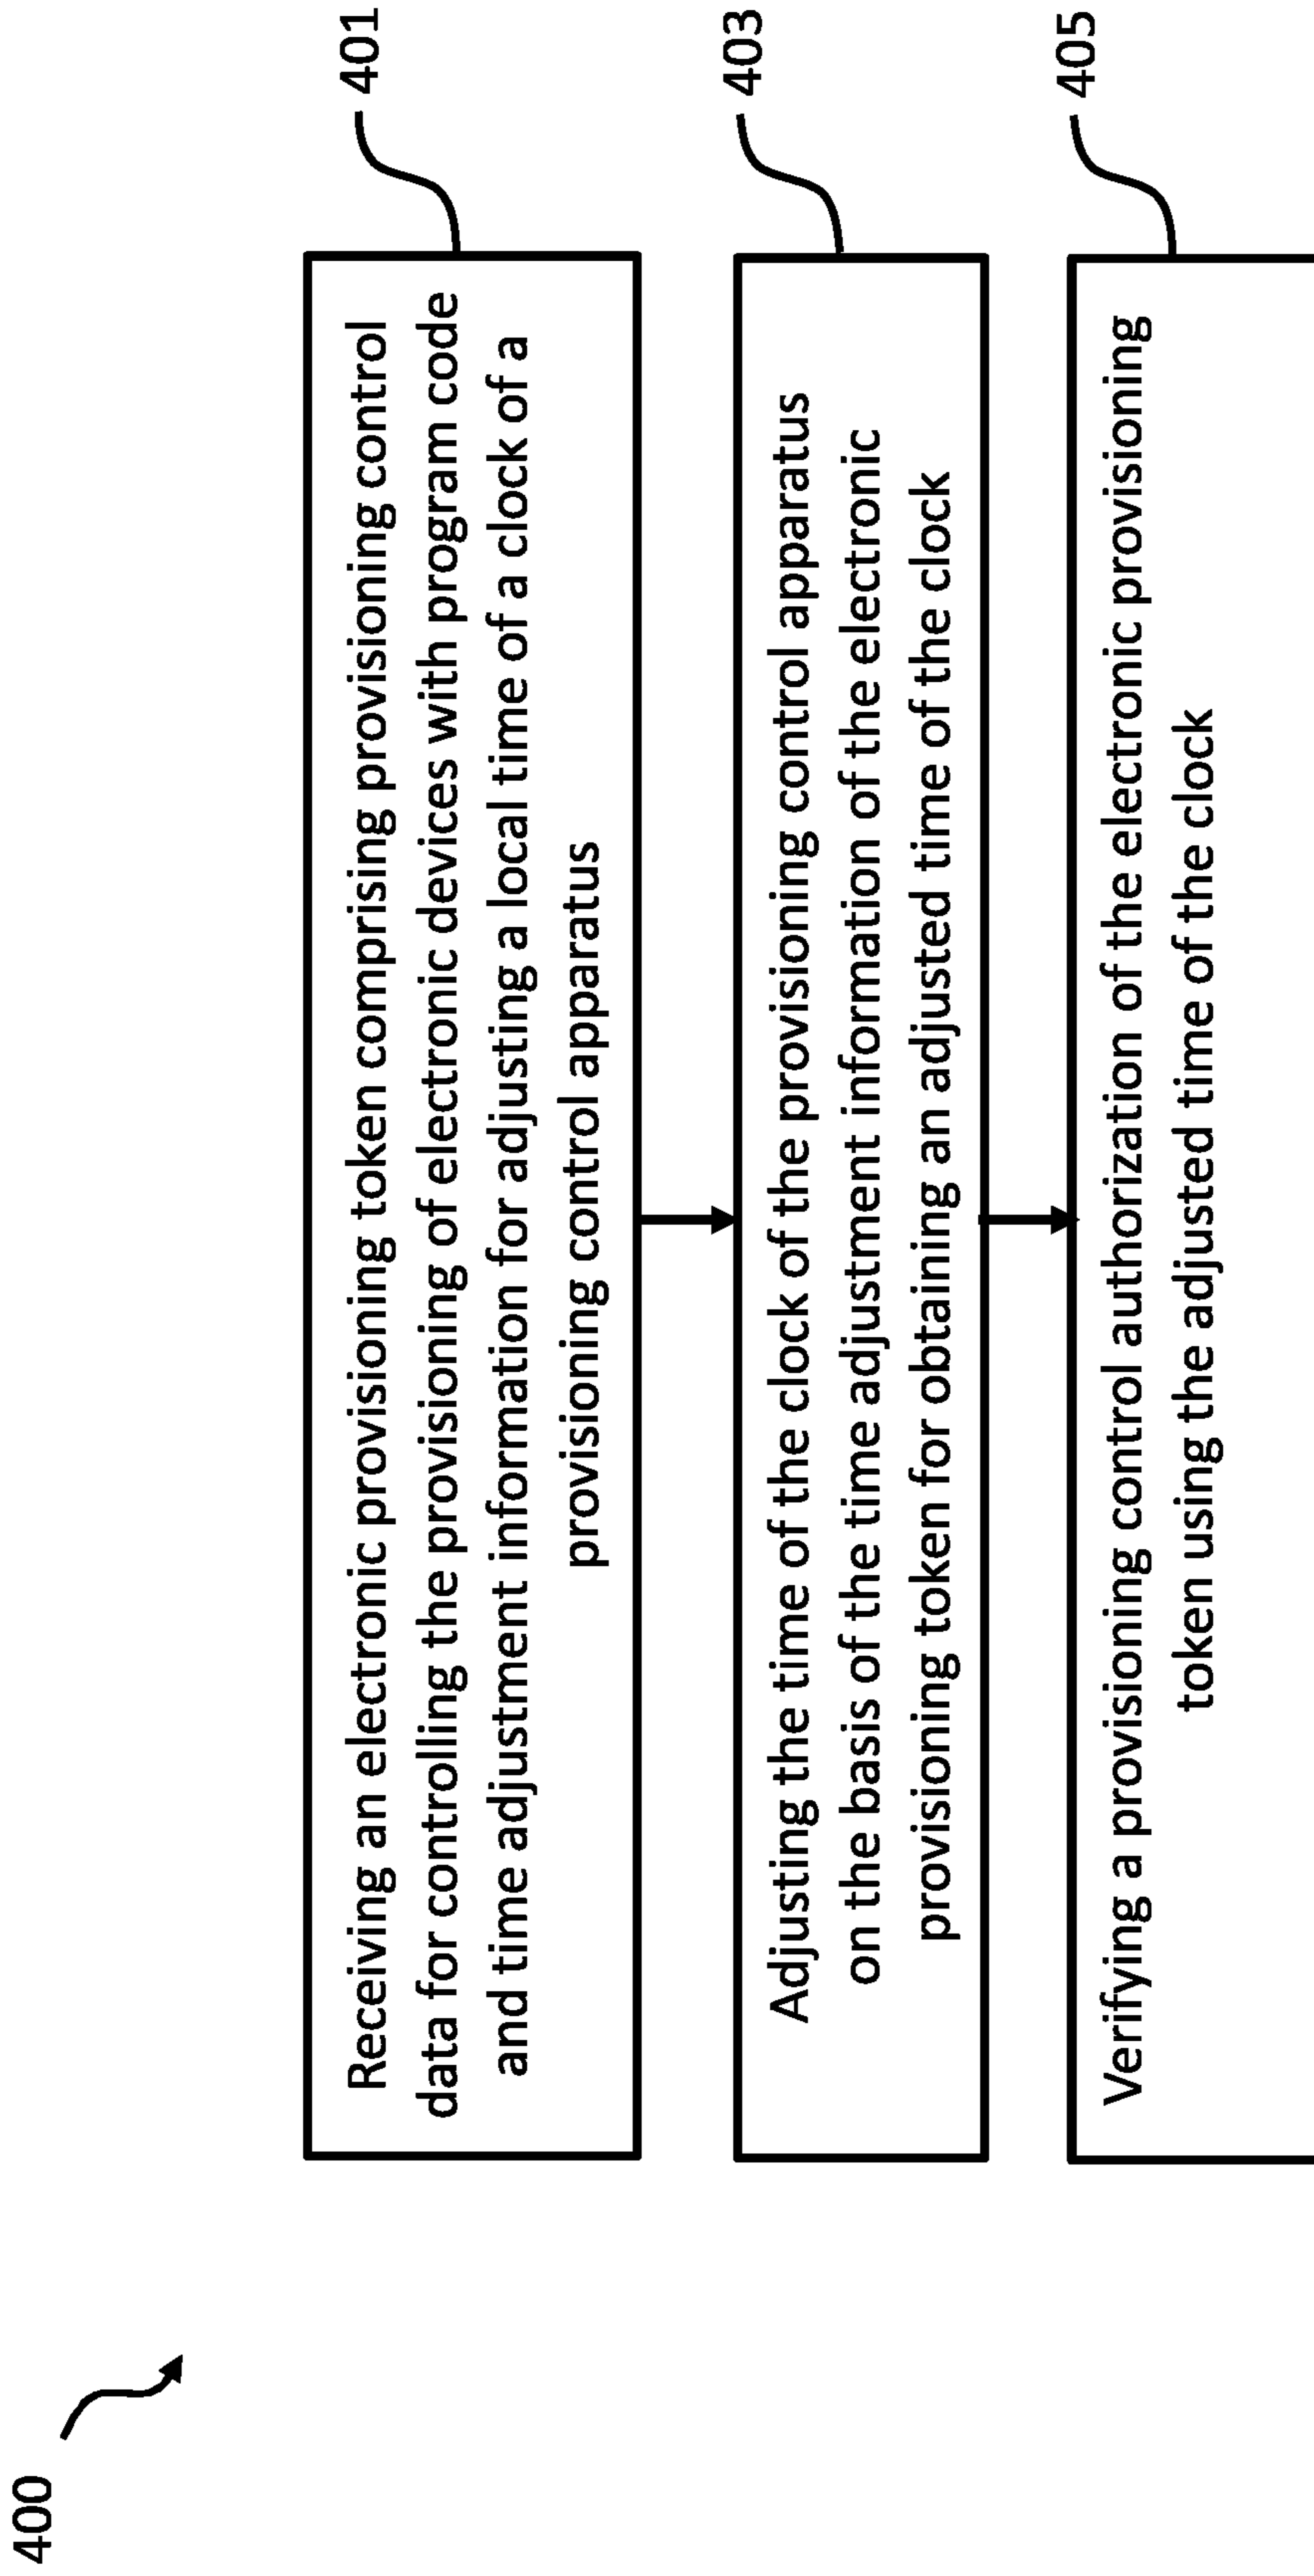 400
401
Receiving an electronic provisioning token comprising provisioning control
data for controlling the provisioning of electronic devices with program code
and time adjustment information for adjusting a local time of a clock of a
provisioning control apparatus
403
Adjusting the time of the clock of the provisioning control apparatus
on the basis of the time adjustment information of the electronic
provisioning token for obtaining an adjusted time of the clock
405
Verifying a provisioning control authorization of the electronic provisioning
token using the adjusted time of the clock